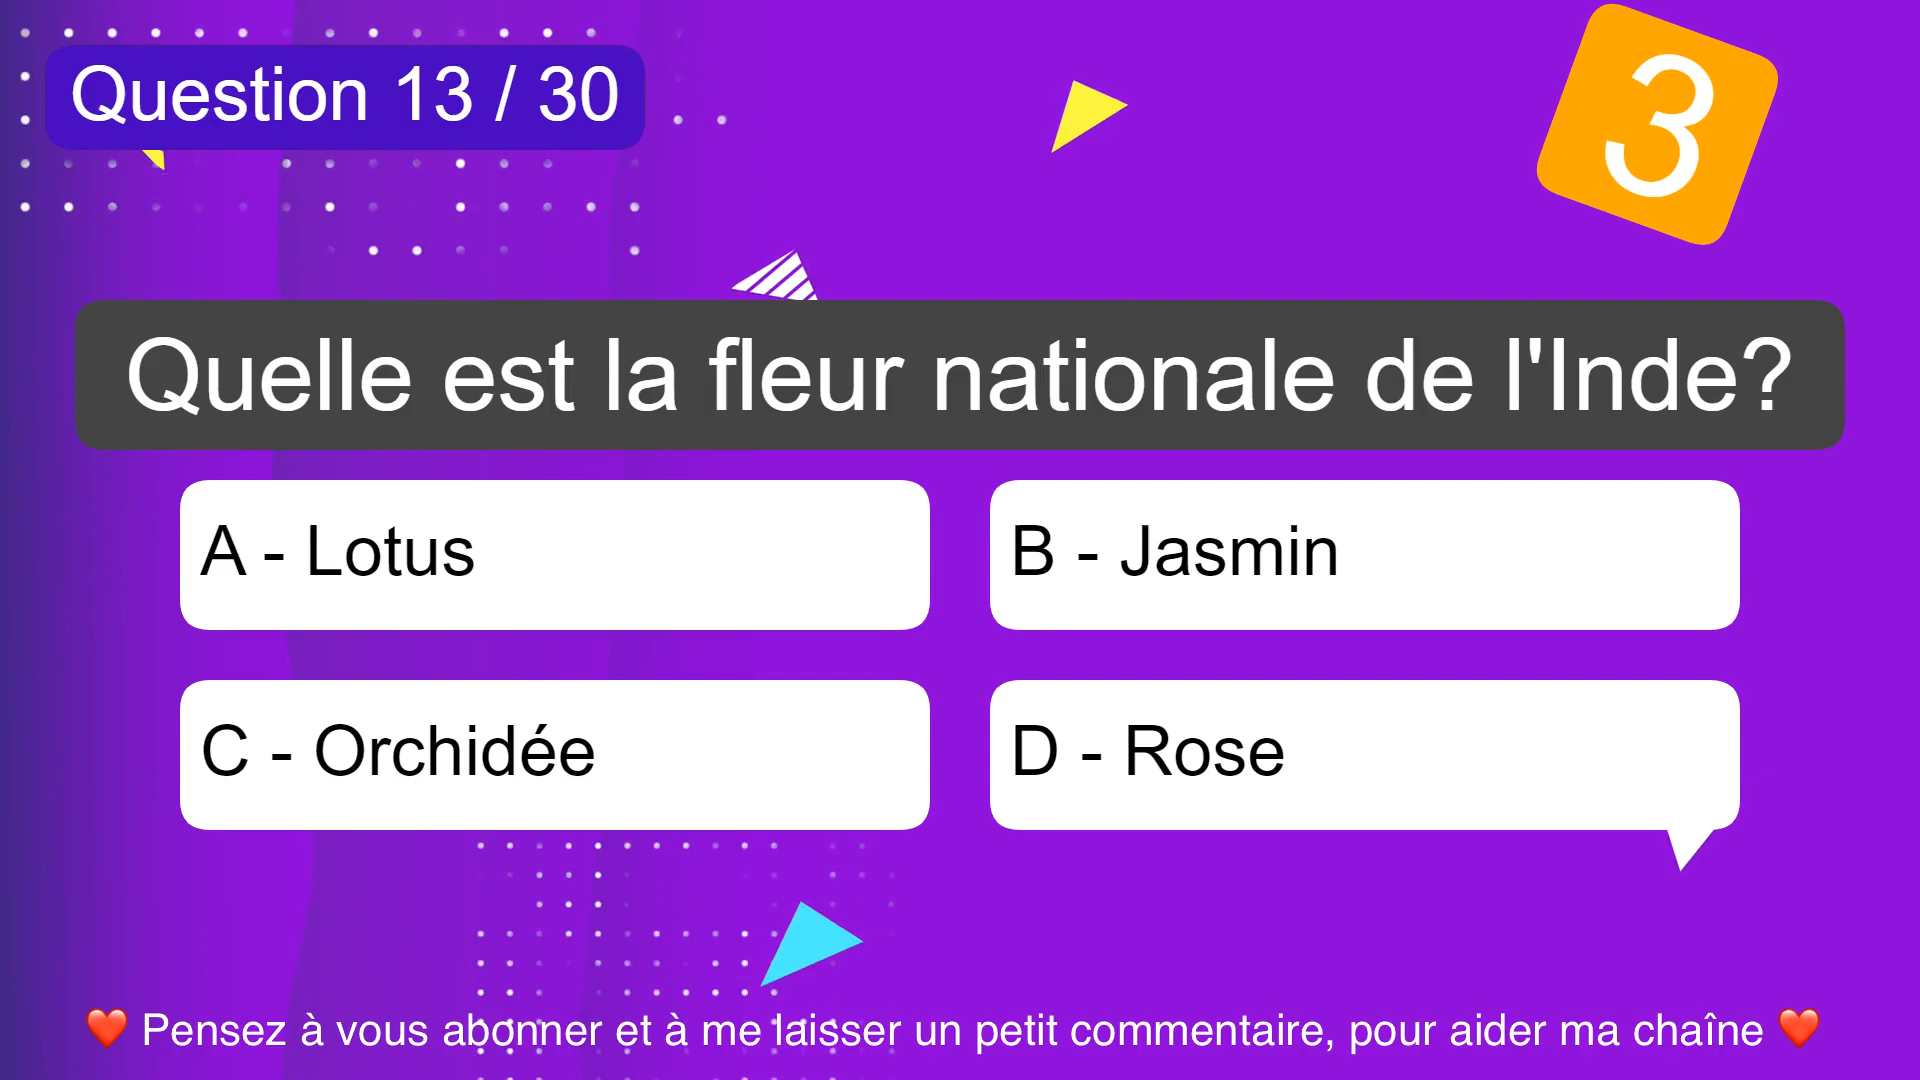 Question 13 / 30
3
Quelle est la fleur nationale de l'Inde?
A - Lotus
B - Jasmin
C - Orchidée
D - Rose
❤️ Pensez à vous abonner et à me laisser un petit commentaire, pour aider ma chaîne ❤️